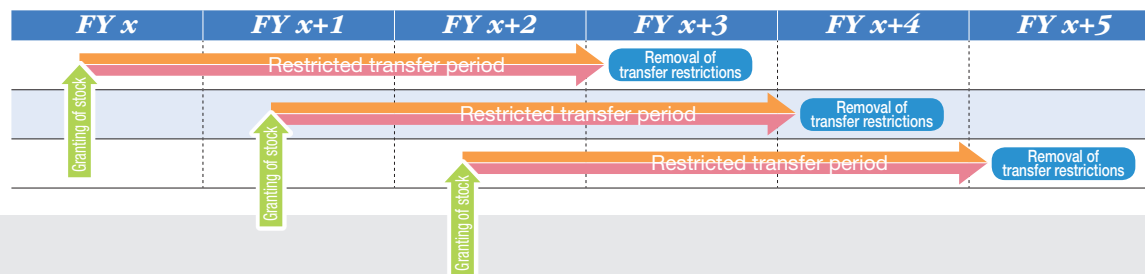 FY x FY x+1 FY x+2 FY x+3 FY x+4 FY x+5
Granting of stock
Restricted transfer period
Removal of
transfer restrictions
Granting of stock
Restricted transfer period
Removal of
transfer restrictions
Granting of stock
Restricted transfer period
Removal of
transfer restrictions